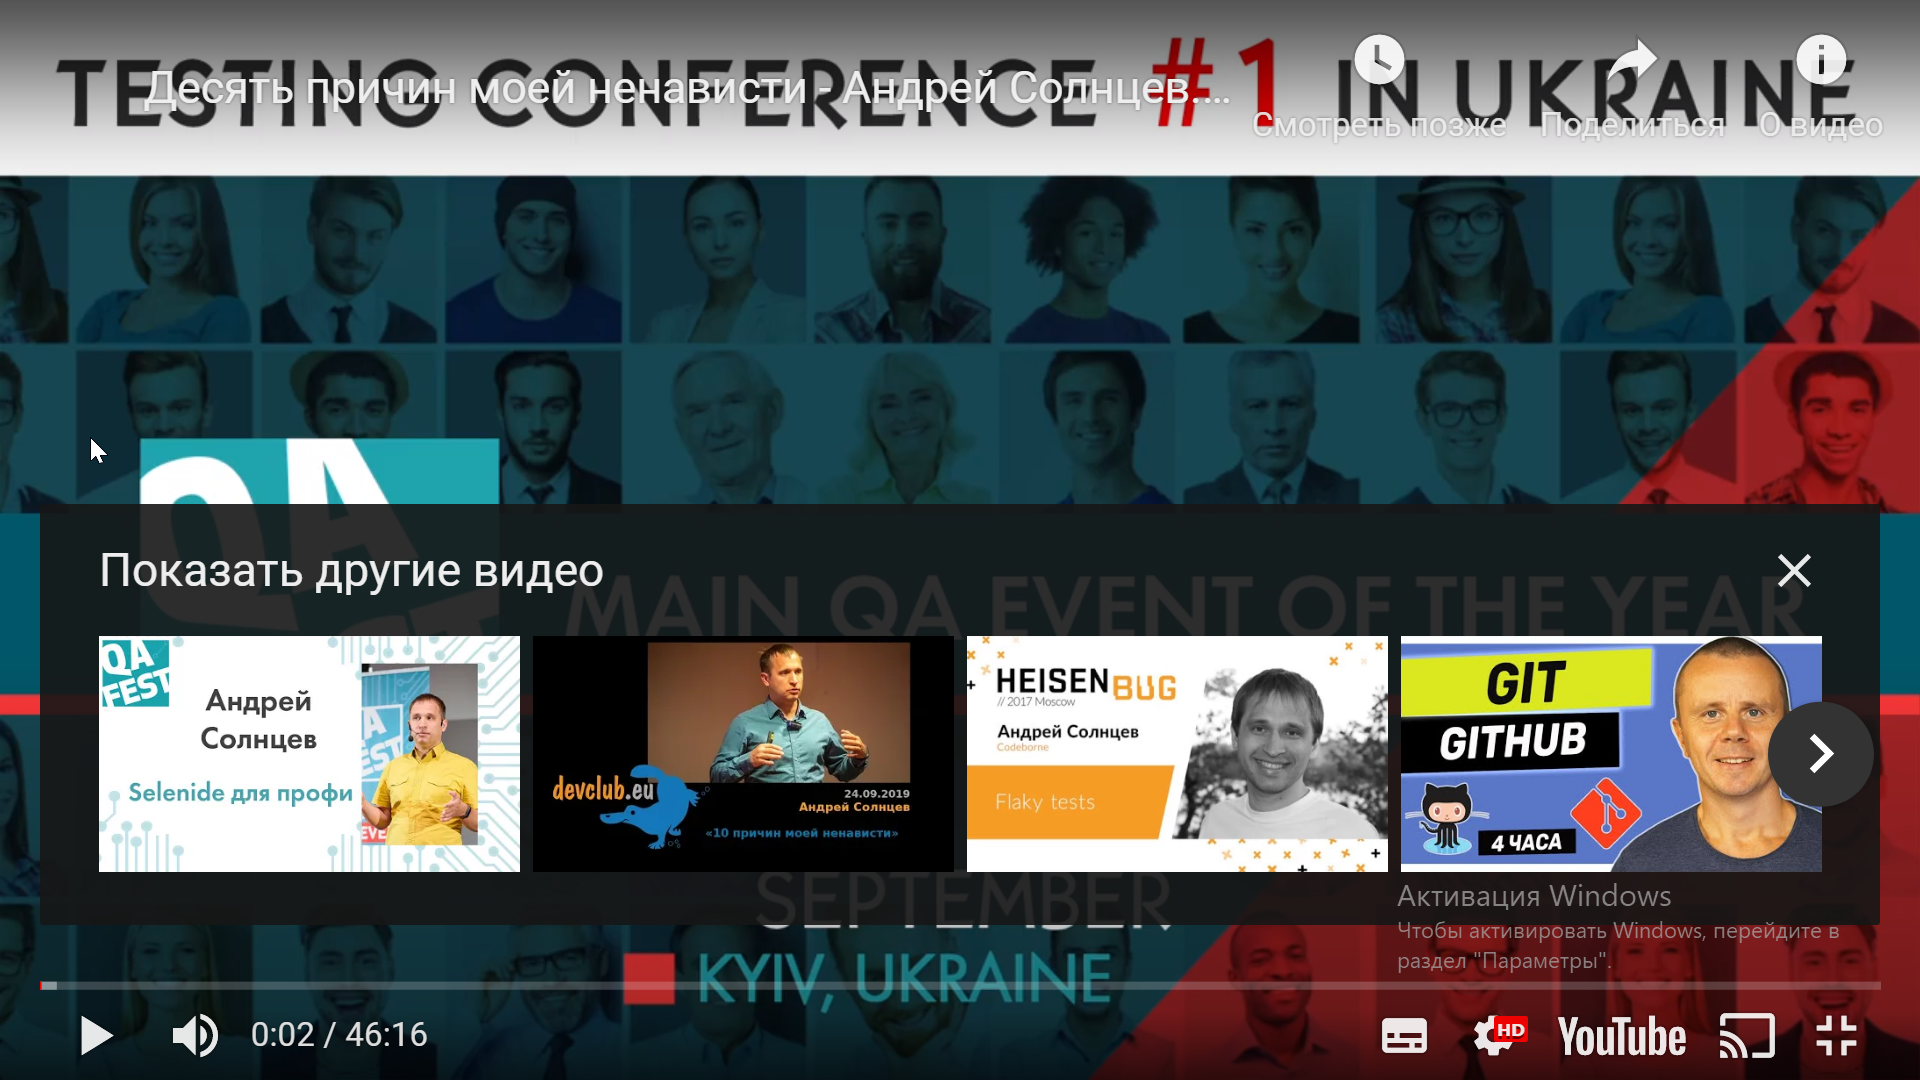 TESTING CONFERENCE #1 IN UKRAINE
Десять причин моей ненависти - Андрей Солнцев....
Смотреть позже
Поделиться
О видео
QA
FEST
Показать другие видео
MAIN QA EVENT OF THE YEAR
QA
FEST
Андрей
Солнцев
Selenide для профи
devclub.eu
24.09.2019
Андрей Солнцев
«10 причин моей ненависти»
HEISENBUG
// 2017 Moscow
Андрей Солнцев
Codeborne
Flaky tests
GIT
GITHUB
4 ЧАСА
SEPTEMBER
Активация Windows
Чтобы активировать Windows, перейдите в
раздел "Параметры".
KYIV, UKRAINE
0:02 / 46:16
HD
YouTube